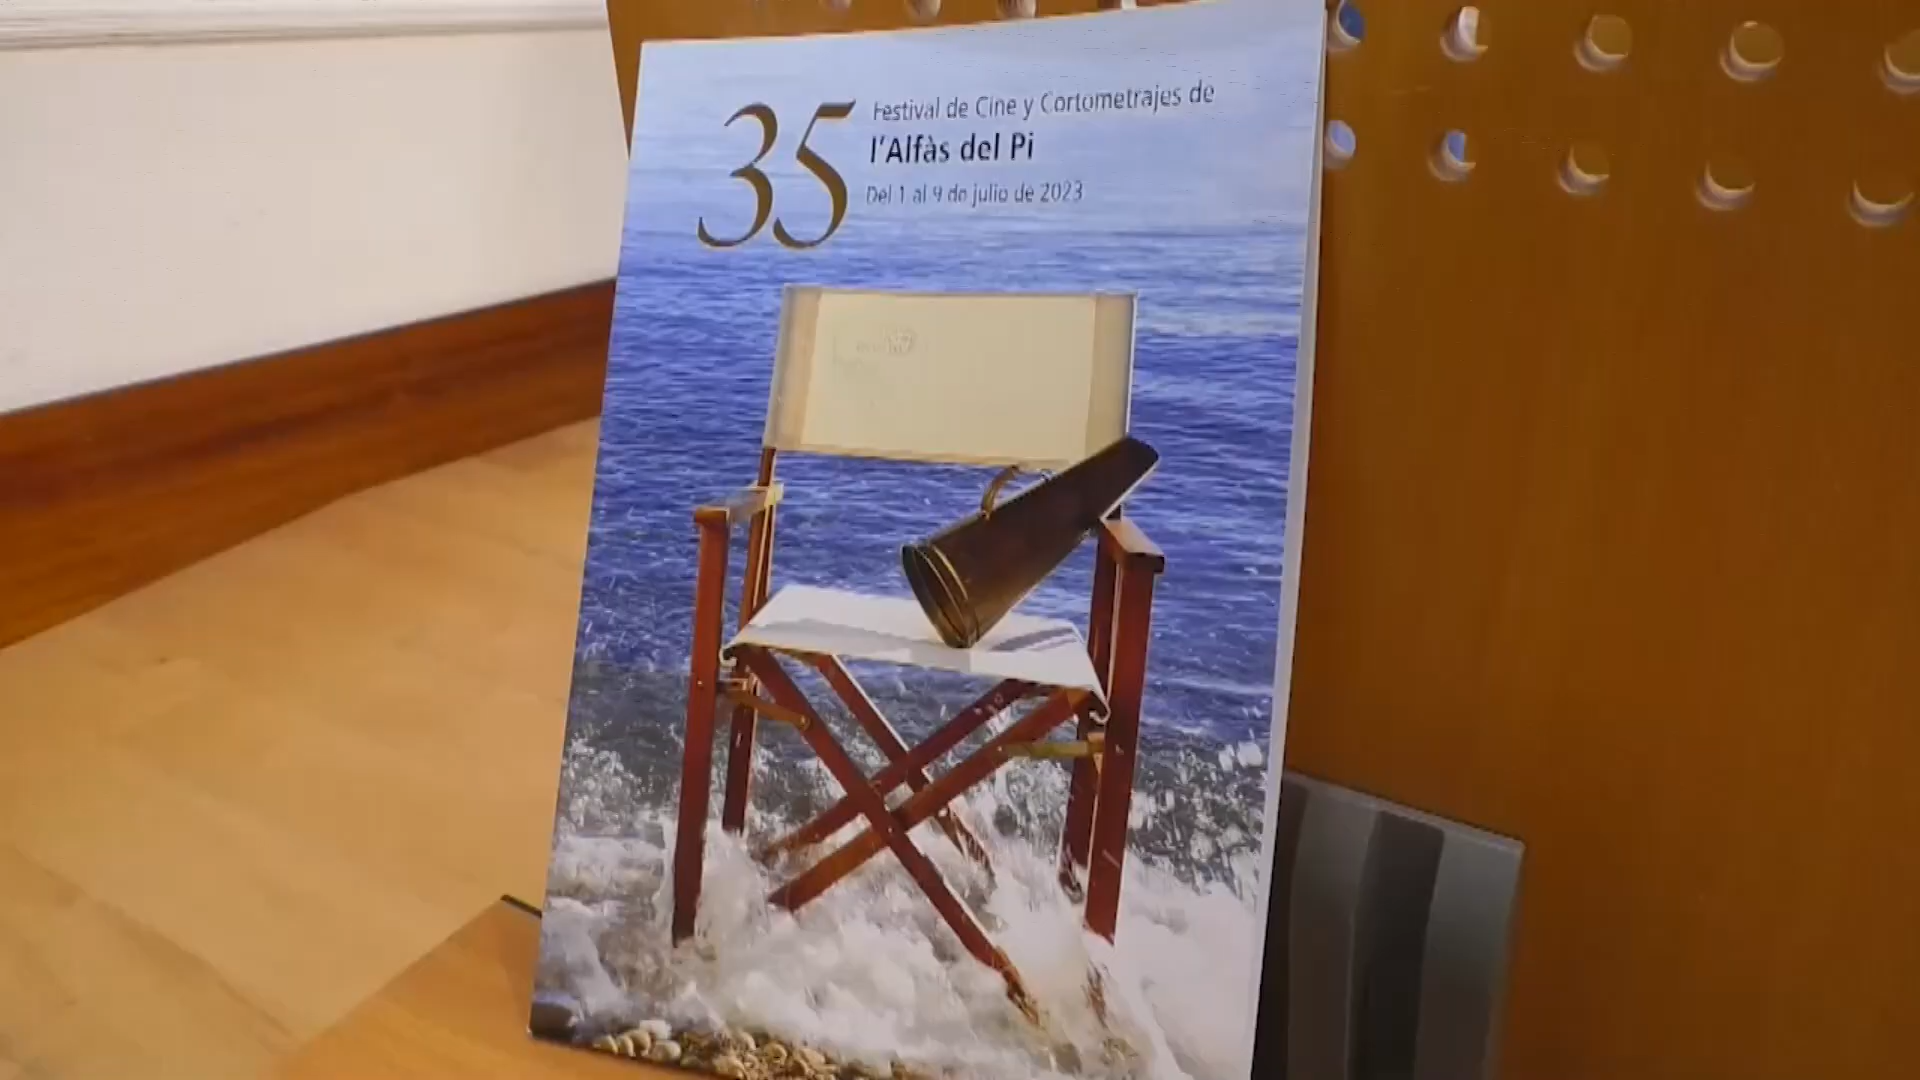 35
Festival de Cine y Cortometrajes de
l'Alfàs del Pi
Del 1 al 9 de julio de 2023